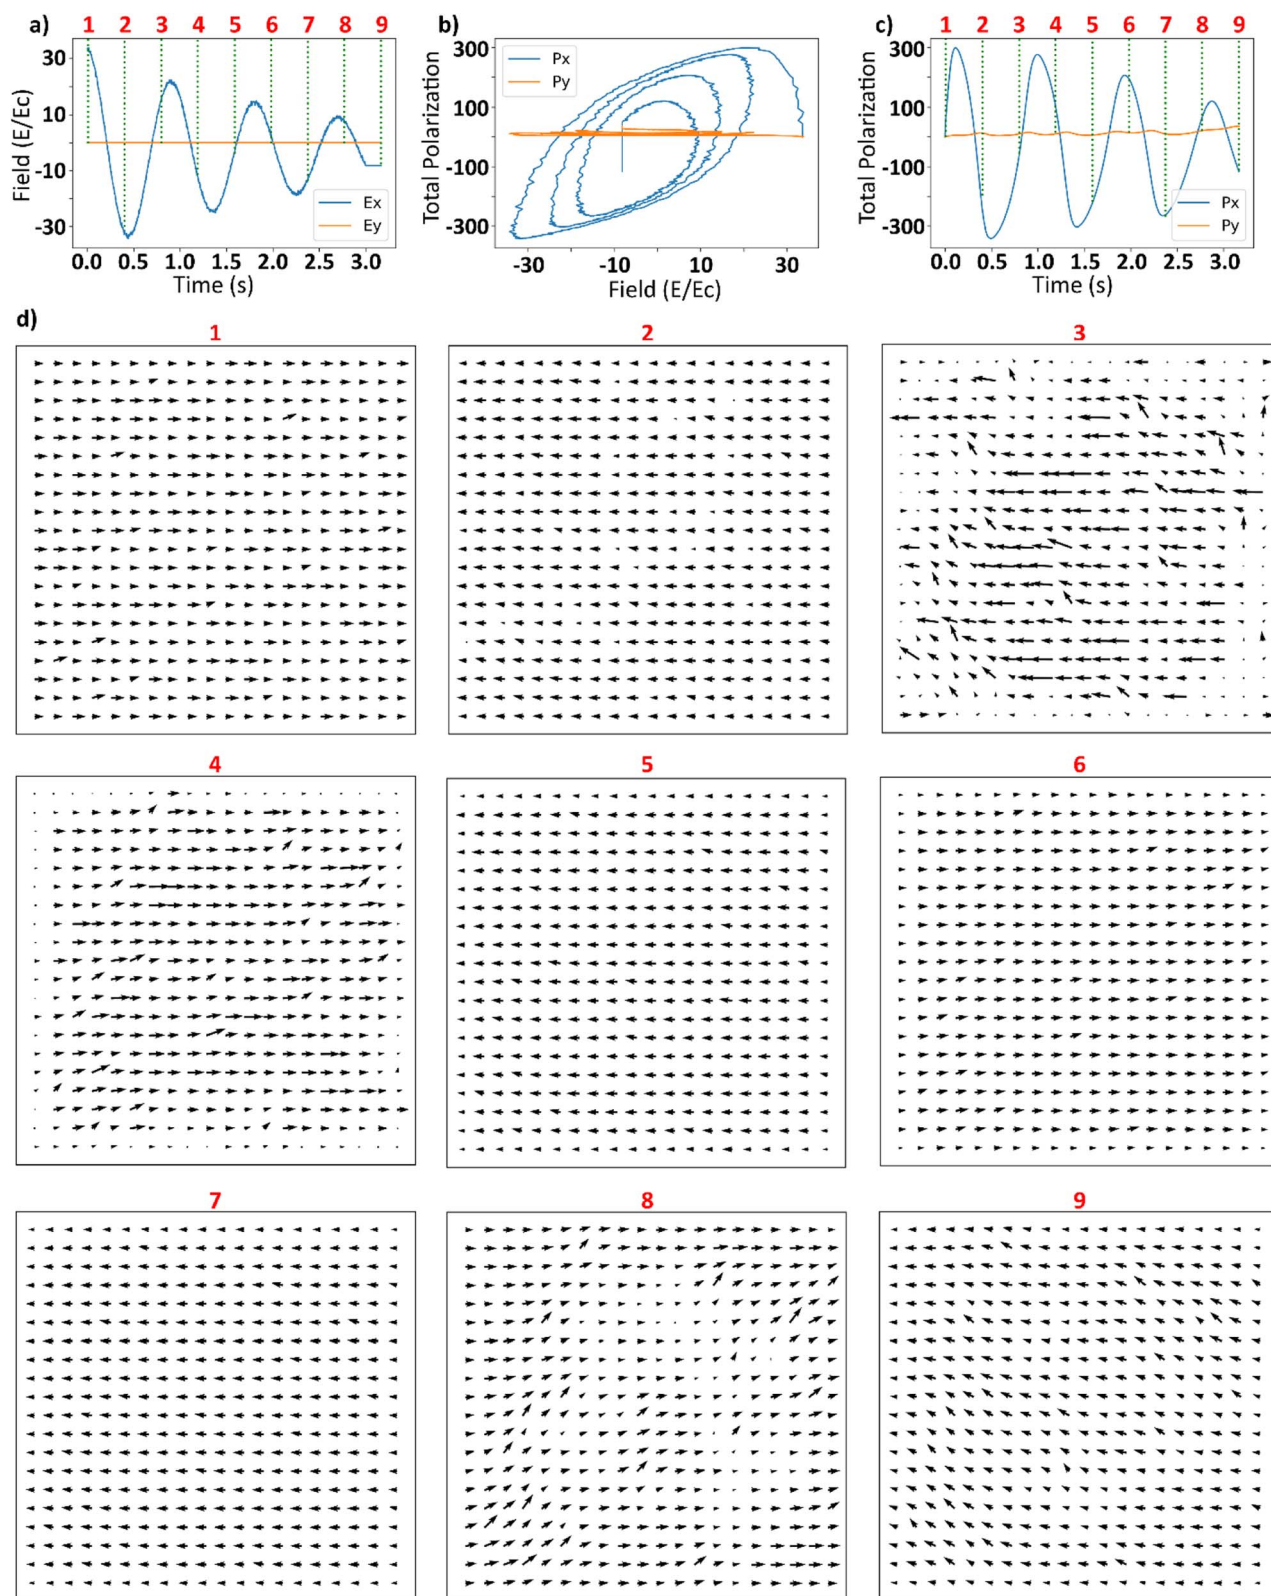 a) 1 2 3 4 5 6 7 8 9
Field (E/Ec)
30
10
-10
-30
Ex
Ey
0.0 0.5 1.0 1.5 2.0 2.5 3.0
Time (s)
b)
Total Polarization
300
100
-100
-300
Px
Py
-30 -10 10 30
Field (E/Ec)
c) 1 2 3 4 5 6 7 8 9
Total Polarization
300
100
-100
-300
Px
Py
0.0 0.5 1.0 1.5 2.0 2.5 3.0
Time (s)
d)
1 2 3
4 5 6
7 8 9